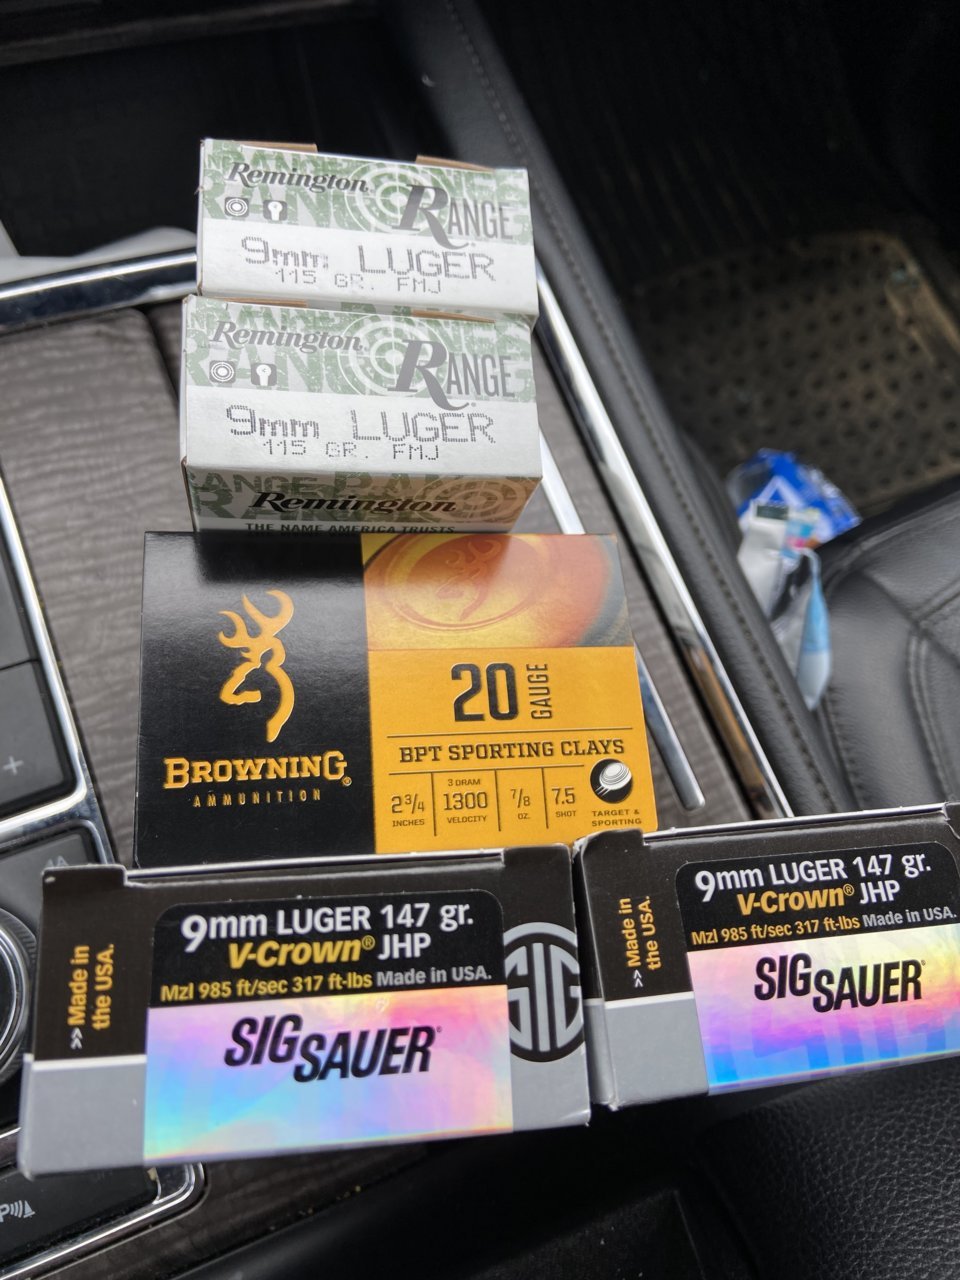 Remington
RANGE
9mm LUGER
115 GR. FMJ
Remington
RANGE
9mm LUGER
115 GR. FMJ
Remington
THE NAME AMERICA TRUSTS
BROWNING®
AMMUNITION
20 GAUGE
BPT SPORTING CLAYS
2 3/4 INCHES
3 DRAM 1300 VELOCITY
7/8 OZ.
7.5 SHOT
TARGET & SPORTING
>> Made in the USA.
9mm LUGER 147 gr.
V-Crown® JHP
Mzl 985 ft/sec 317 ft-lbs Made in USA.
SIG SAUER
SIG
>> Made in the USA.
9mm LUGER 147 gr.
V-Crown® JHP
Mzl 985 ft/sec 317 ft-lbs Made in USA.
SIG SAUER